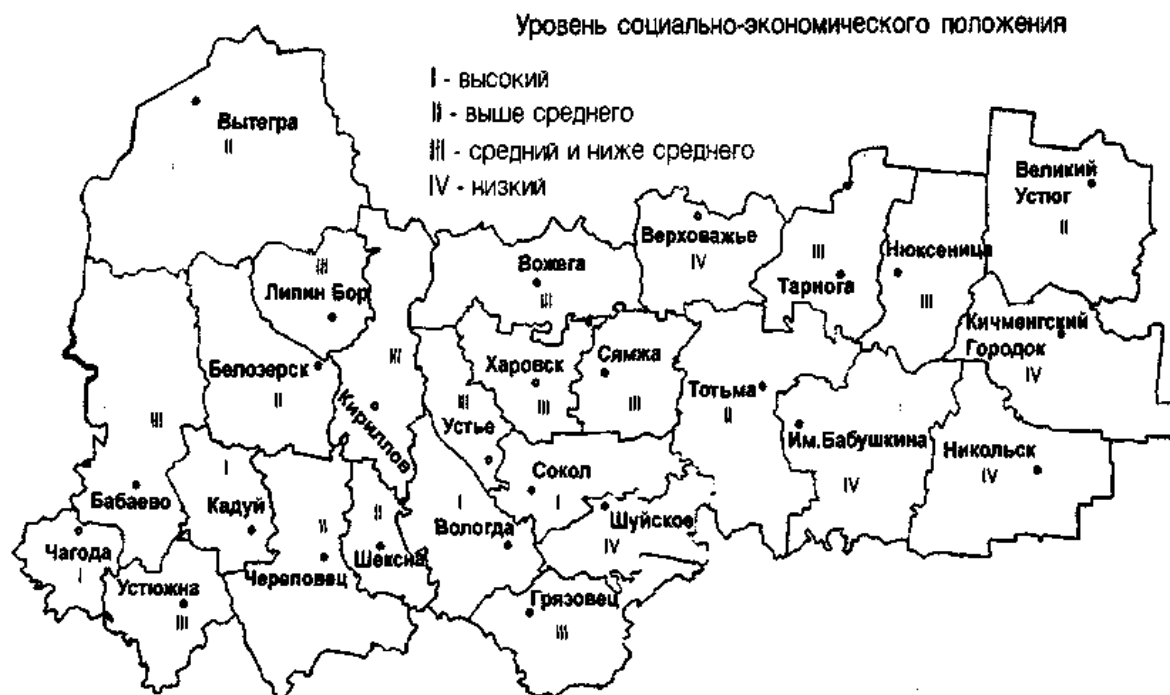 Уровень социально-экономического положения
I - высокий
II - выше среднего
III - средний и ниже среднего
IV - низкий
Вытегра
II
Великий
Устюг
II
Верховажье
IV
III
Тарнога
Нюксеница
III
Вожега
III
III
Липин Бор
Кичменгский
Городок
IV
Белозерск
II
III
Кириллов
Харовск
III
Сямжа
III
Тотьма
II
III
Устье
Им.Бабушкина
IV
Никольск
IV
III
Бабаево
I
Кадуй
II
Череповец
II
Шексна
I
Вологда
Сокол
I
Шуйское
IV
Чагода
I
Устюжна
III
Грязовец
III